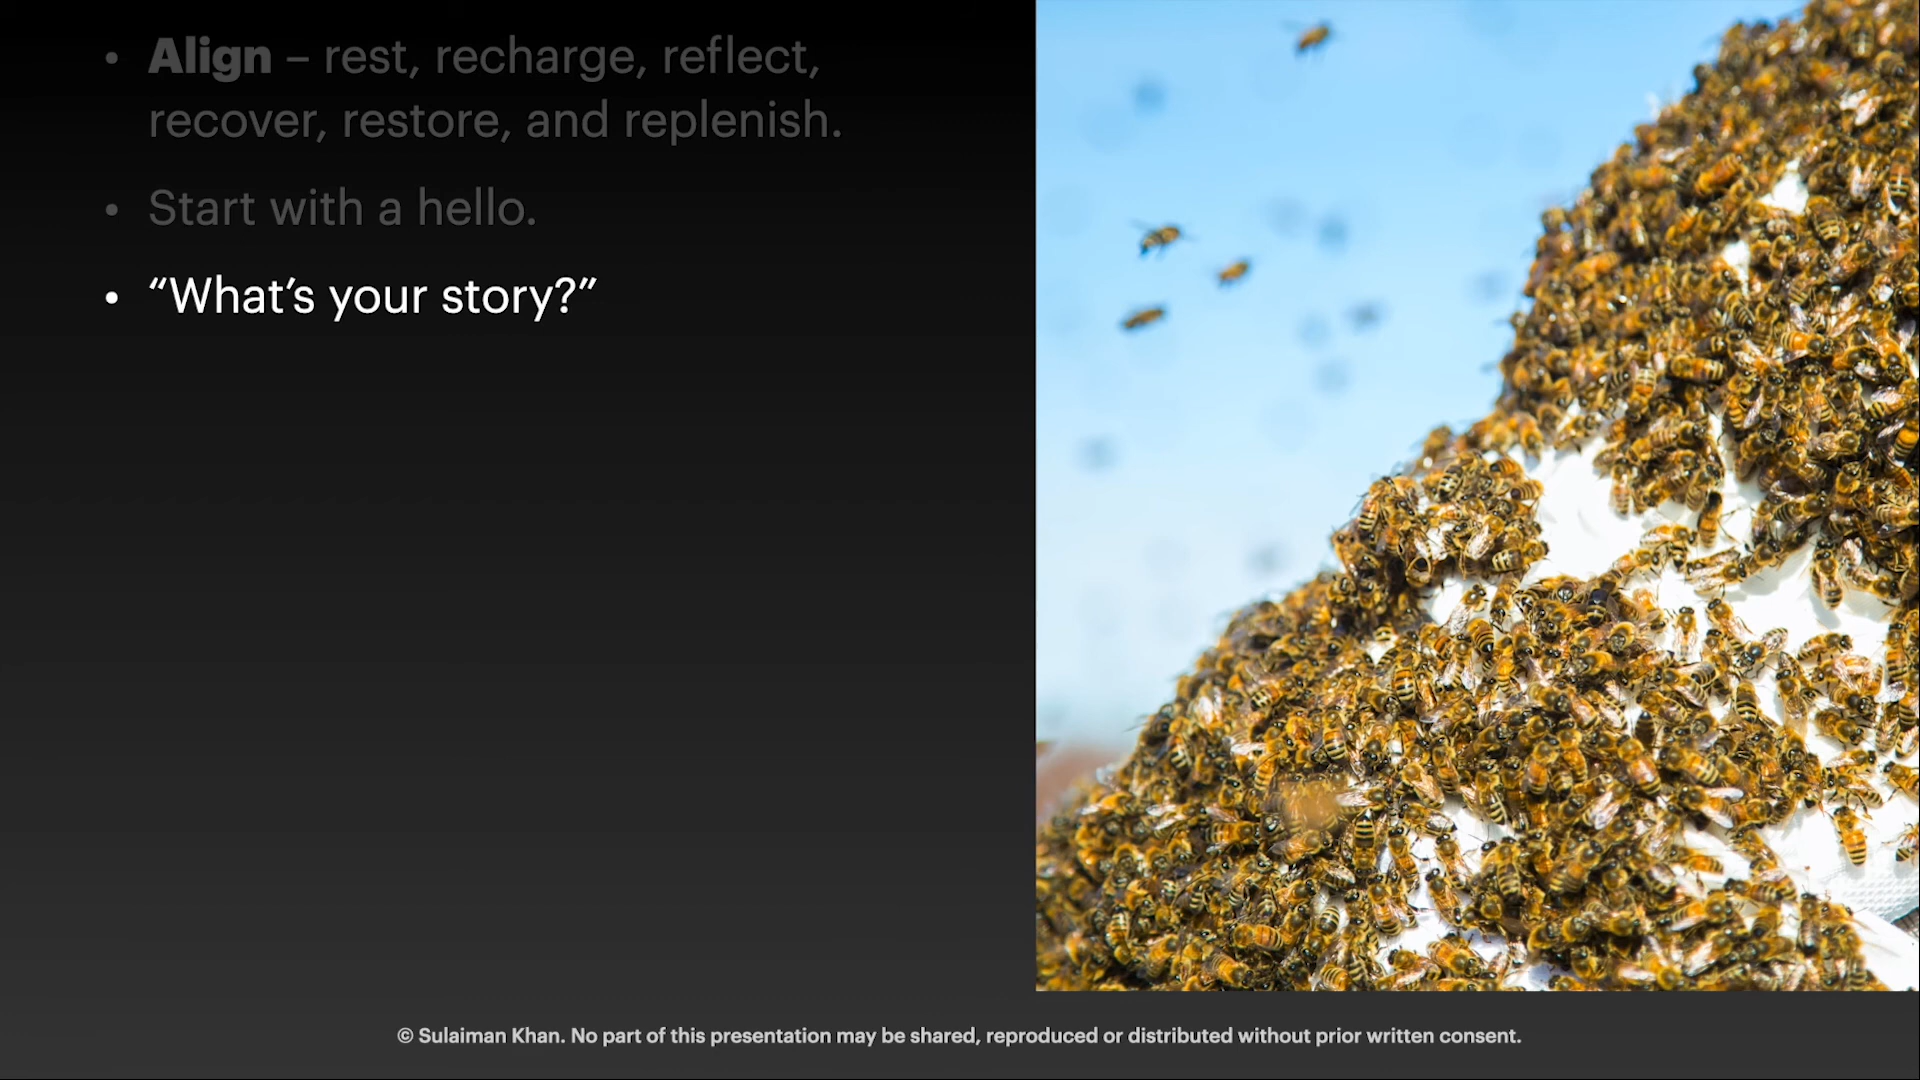 • Align – rest, recharge, reflect,
recover, restore, and replenish.
• Start with a hello.
• “What’s your story?”
© Sulaiman Khan. No part of this presentation may be shared, reproduced or distributed without prior written consent.